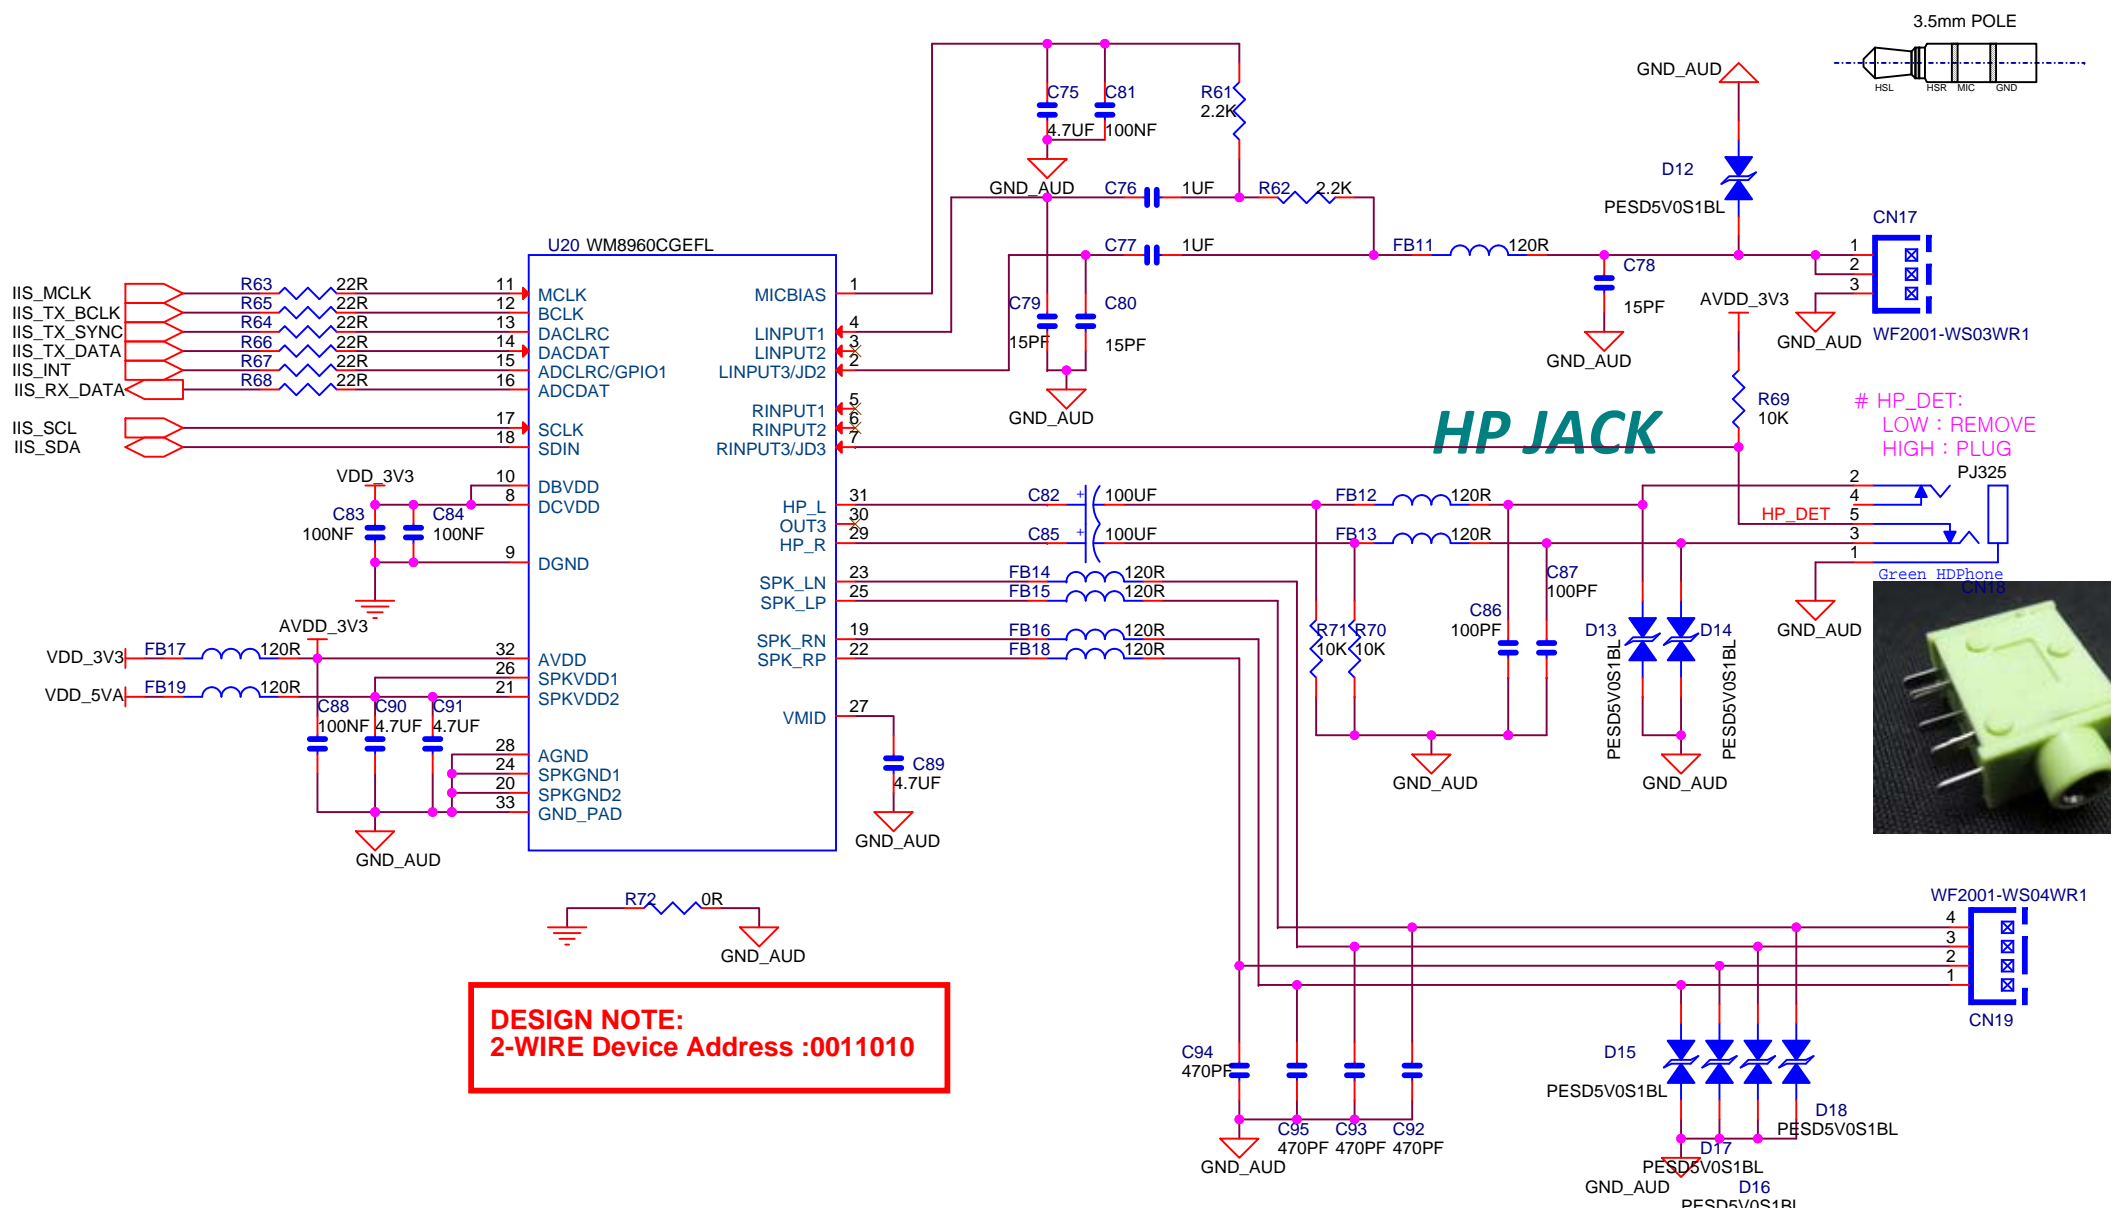 3.5mm POLE
HSL HSR MIC GND
GND_AUD
D12
PESD5V0S1BL
C75
4.7UF
C81
100NF
R61
2.2K
GND_AUD
C76 1UF
R62 2.2K
C77 1UF
FB11 120R
C78
15PF
GND_AUD
CN17
1
2
3
WF2001-WS03WR1
GND_AUD
C79
15PF
C80
15PF
GND_AUD
AVDD_3V3
R69
10K
U20 WM8960CGEFL
IIS_MCLK R63 22R 11 MCLK
IIS_TX_BCLK R65 22R 12 BCLK
IIS_TX_SYNC R64 22R 13 DACLRC
IIS_TX_DATA R66 22R 14 DACDAT
IIS_INT R67 22R 15 ADCLRC/GPIO1
IIS_RX_DATA R68 22R 16 ADCDAT
IIS_SCL 17 SCLK
IIS_SDA 18 SDIN
VDD_3V3
10 DBVDD
8 DCVDD
C83
100NF
C84
100NF
9 DGND
AVDD_3V3
VDD_3V3 FB17 120R 32 AVDD
26 SPKVDD1
VDD_5VA FB19 120R 21 SPKVDD2
C88
100NF
C90
4.7UF
C91
4.7UF
28 AGND
24 SPKGND1
20 SPKGND2
33 GND_PAD
GND_AUD
MICBIAS 1
LINPUT1 4
LINPUT2 3
LINPUT3/JD2 2
RINPUT1 5
RINPUT2 6
RINPUT3/JD3 7
HP_L 31
OUT3 30
HP_R 29
SPK_LN 23
SPK_LP 25
SPK_RN 19
SPK_RP 22
VMID 27
C89
4.7UF
GND_AUD
HP JACK
# HP_DET:
LOW : REMOVE
HIGH : PLUG
PJ325
2
4
HP_DET 5
3
1
Green HDPhone
CN18
GND_AUD
C82 + 100UF
C85 + 100UF
FB12 120R
FB13 120R
FB14 120R
FB15 120R
FB16 120R
FB18 120R
R71
10K
R70
10K
C86
100PF
C87
100PF
GND_AUD
D13
PESD5V0S1BL
D14
PESD5V0S1BL
GND_AUD
R72 0R
GND_AUD
DESIGN NOTE:
2-WIRE Device Address :0011010
WF2001-WS04WR1
4
3
2
1
CN19
C94
470PF
C95
470PF
C93
470PF
C92
470PF
GND_AUD
D15
PESD5V0S1BL
D18
PESD5V0S1BL
D17
PESD5V0S1BL
GND_AUD
D16
PESD5V0S1BL